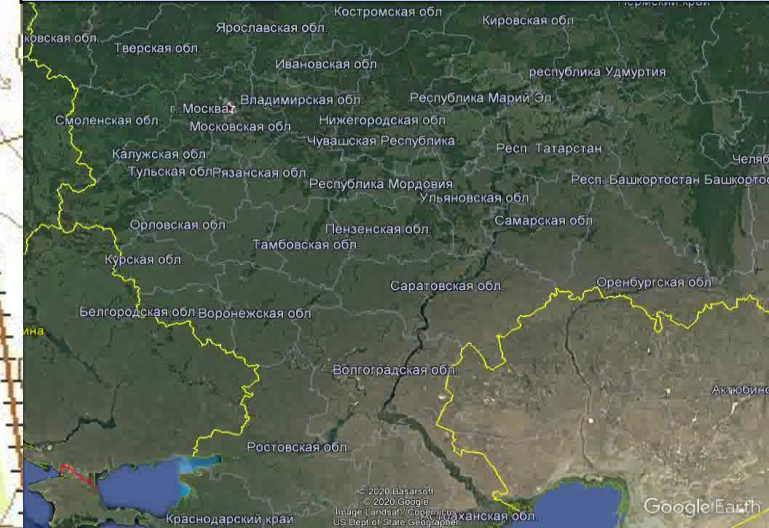 Костромская обл.
Ярославская обл.
Кировская обл.
ковская обл.
Тверская обл.
Ивановская обл.
республика Удмуртия
г. Москва
Владимирская обл.
Республика Марий Эл
Смоленская обл.
Московская обл.
Нижегородская обл.
Чувашская Республика
Респ. Татарстан
Калужская обл.
Челяб
Тульская обл
Рязанская обл.
Республика Мордовия
Респ. Башкортостан Башкортос
Ульяновская обл.
Орловская обл.
Пензенская обл.
Самарская обл.
Тамбовская обл.
Курская обл.
Саратовская обл.
Оренбургская обл.
Белгородская обл
Воронежская обл.
ина
Волгоградская обл.
Актюбинс
Ростовская обл.
© 2020 Basarsoft
© 2020 Google
Image Landsat / Copernicus
US Dept of State Geographer
Краснодарский край
Google Earth